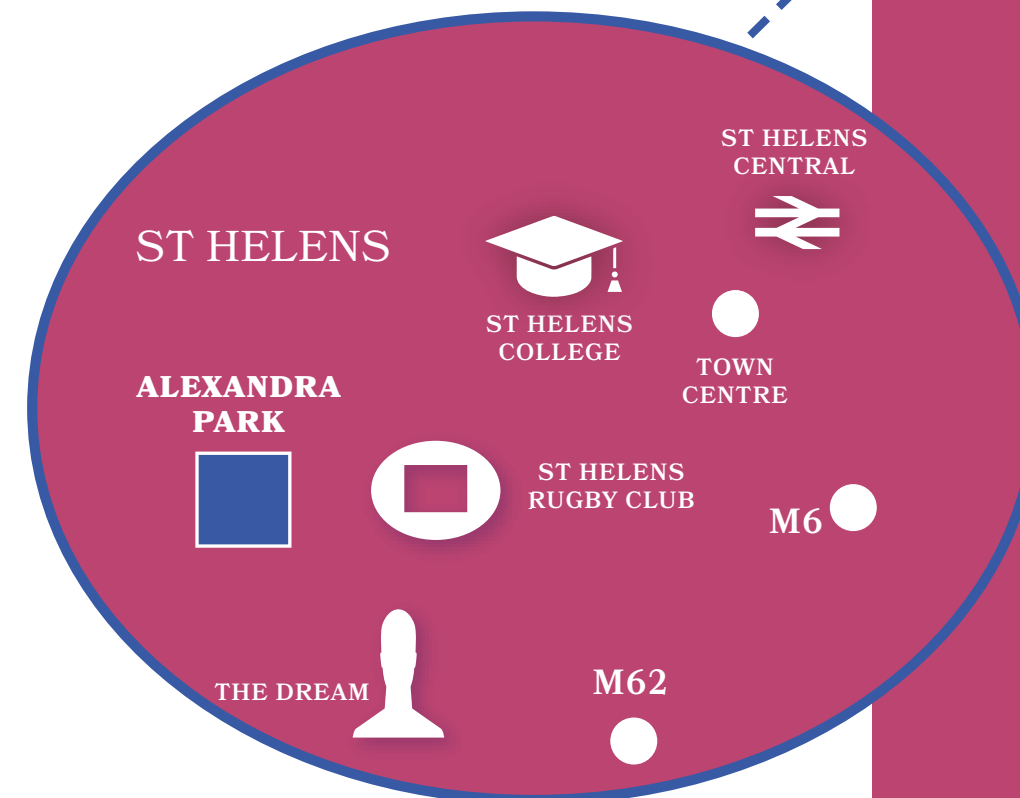 ST HELENS
CENTRAL
ST HELENS
ST HELENS
COLLEGE
TOWN
CENTRE
ALEXANDRA
PARK
ST HELENS
RUGBY CLUB
M6
THE DREAM
M62